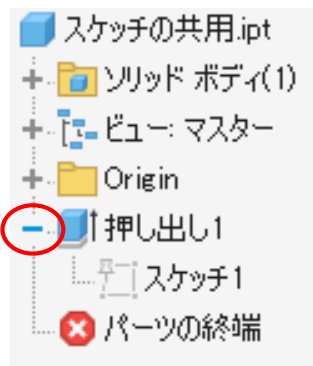 スケッチの共用.ipt
ソリッド ボディ(1)
ビュー: マスター
Origin
押し出し1
スケッチ1
パーツの終端